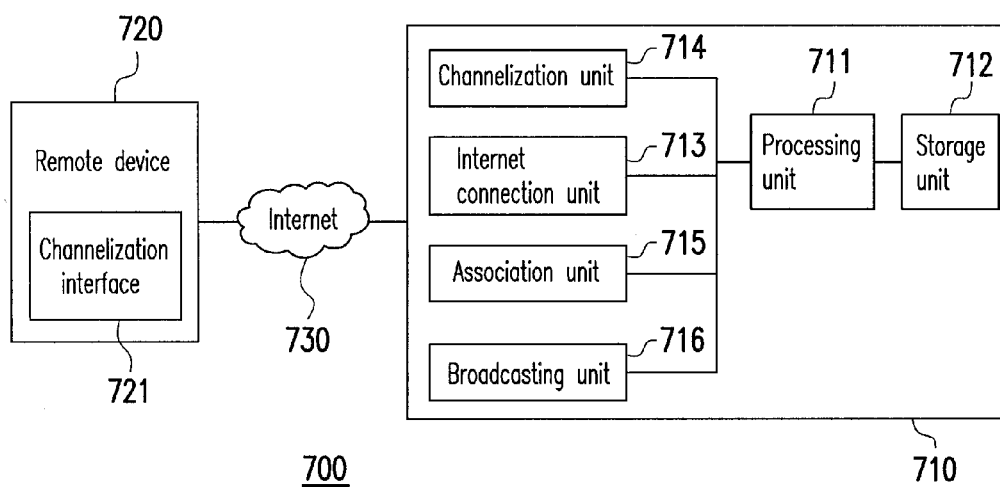 720
Remote device
Channelization
interface
721
Internet
730
Channelization unit
714
Internet
connection unit
713
Association unit
715
Broadcasting unit
716
Processing
unit
711
Storage
unit
712
710
700